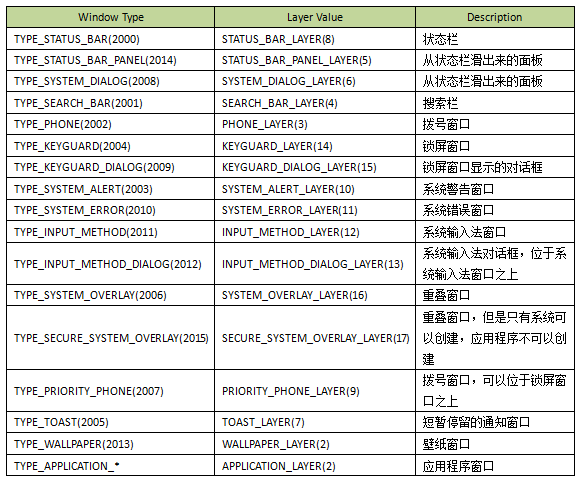 Window Type Layer Value Description
TYPE_STATUS_BAR(2000) STATUS_BAR_LAYER(8) 状态栏
TYPE_STATUS_BAR_PANEL(2014) STATUS_BAR_PANEL_LAYER(5) 从状态栏滑出来的面板
TYPE_SYSTEM_DIALOG(2008) SYSTEM_DIALOG_LAYER(6) 从状态栏滑出来的面板
TYPE_SEARCH_BAR(2001) SEARCH_BAR_LAYER(4) 搜索栏
TYPE_PHONE(2002) PHONE_LAYER(3) 拨号窗口
TYPE_KEYGUARD(2004) KEYGUARD_LAYER(14) 锁屏窗口
TYPE_KEYGUARD_DIALOG(2009) KEYGUARD_DIALOG_LAYER(15) 锁屏窗口显示的对话框
TYPE_SYSTEM_ALERT(2003) SYSTEM_ALERT_LAYER(10) 系统警告窗口
TYPE_SYSTEM_ERROR(2010) SYSTEM_ERROR_LAYER(11) 系统错误窗口
TYPE_INPUT_METHOD(2011) INPUT_METHOD_LAYER(12) 系统输入法窗口
TYPE_INPUT_METHOD_DIALOG(2012) INPUT_METHOD_DIALOG_LAYER(13) 系统输入法对话框，位于系
统输入法窗口之上
TYPE_SYSTEM_OVERLAY(2006) SYSTEM_OVERLAY_LAYER(16) 重叠窗口
TYPE_SECURE_SYSTEM_OVERLAY(2015) SECURE_SYSTEM_OVERLAY_LAYER(17) 重叠窗口，但是只有系统可
以创建，应用程序不可以创
建
TYPE_PRIORITY_PHONE(2007) PRIORITY_PHONE_LAYER(9) 拨号窗口，可以位于锁屏窗
口之上
TYPE_TOAST(2005) TOAST_LAYER(7) 短暂停留的通知窗口
TYPE_WALLPAPER(2013) WALLPAPER_LAYER(2) 壁纸窗口
TYPE_APPLICATION_* APPLICATION_LAYER(2) 应用程序窗口